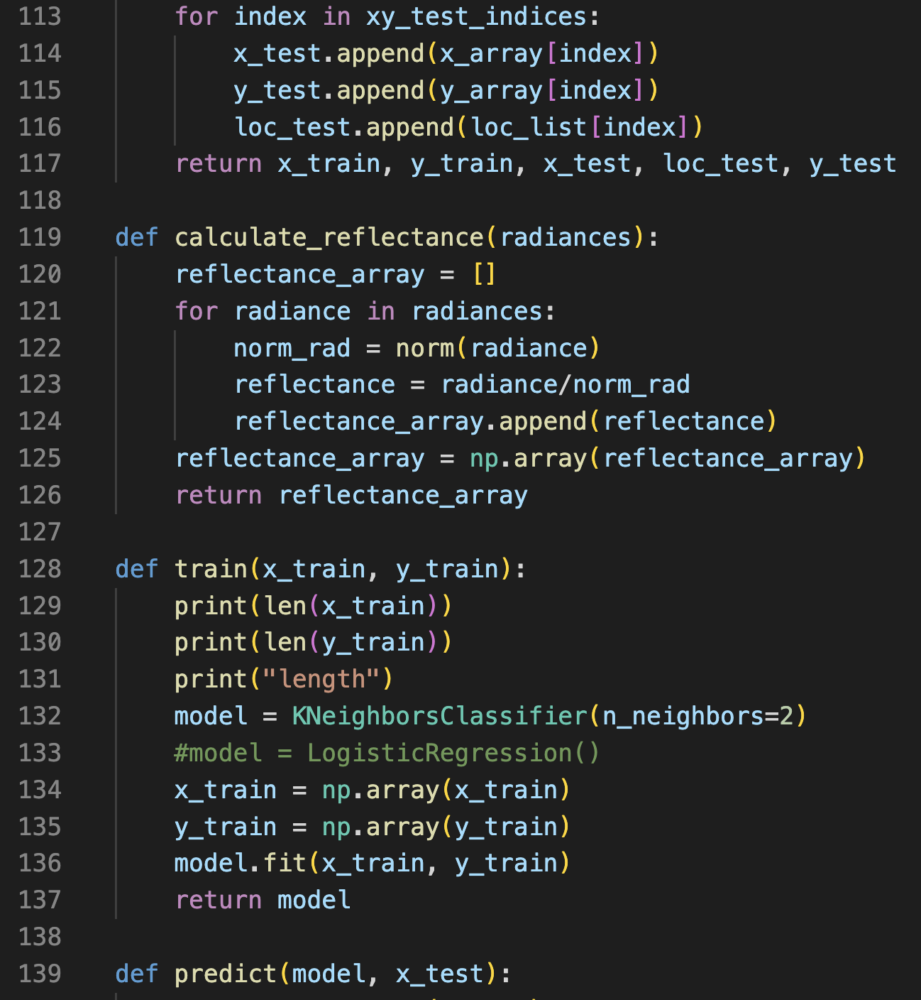 113 for index in xy_test_indices:
114 x_test.append(x_array[index])
115 y_test.append(y_array[index])
116 loc_test.append(loc_list[index])
117 return x_train, y_train, x_test, loc_test, y_test
118
119 def calculate_reflectance(radiances):
120 reflectance_array = []
121 for radiance in radiances:
122 norm_rad = norm(radiance)
123 reflectance = radiance/norm_rad
124 reflectance_array.append(reflectance)
125 reflectance_array = np.array(reflectance_array)
126 return reflectance_array
127
128 def train(x_train, y_train):
129 print(len(x_train))
130 print(len(y_train))
131 print("length")
132 model = KNeighborsClassifier(n_neighbors=2)
133 #model = LogisticRegression()
134 x_train = np.array(x_train)
135 y_train = np.array(y_train)
136 model.fit(x_train, y_train)
137 return model
138
139 def predict(model, x_test):